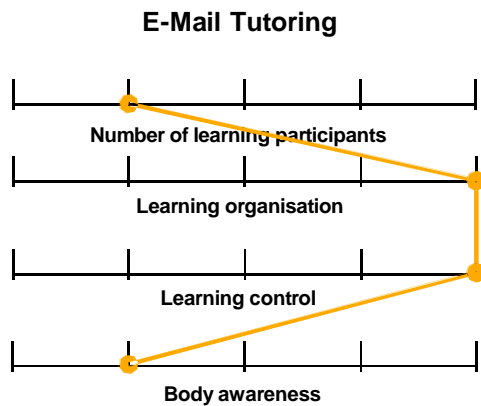 E-Mail Tutoring
Number of learning participants
Learning organisation
Learning control
Body awareness